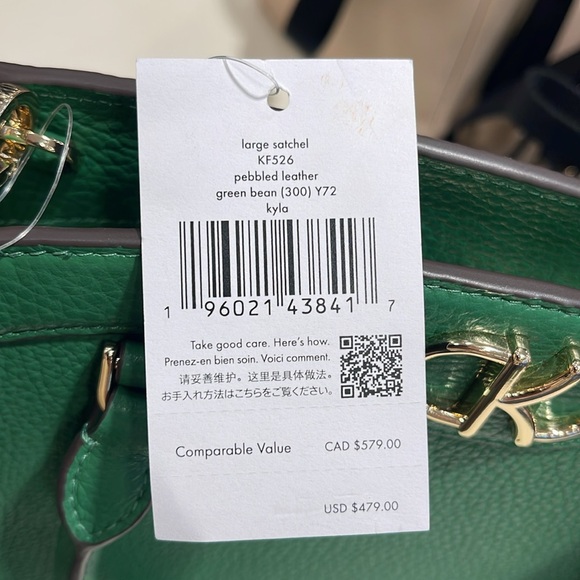 large satchel
KF526
pebbled leather
green bean (300) Y72
kyla
1 96021 43841 7
Take good care. Here's how.
Prenez-en bien soin. Voici comment.
请妥善维护。这里是具体做法。
お手入れ方法はこちらをご覧ください。
Comparable Value CAD $579.00
USD $479.00